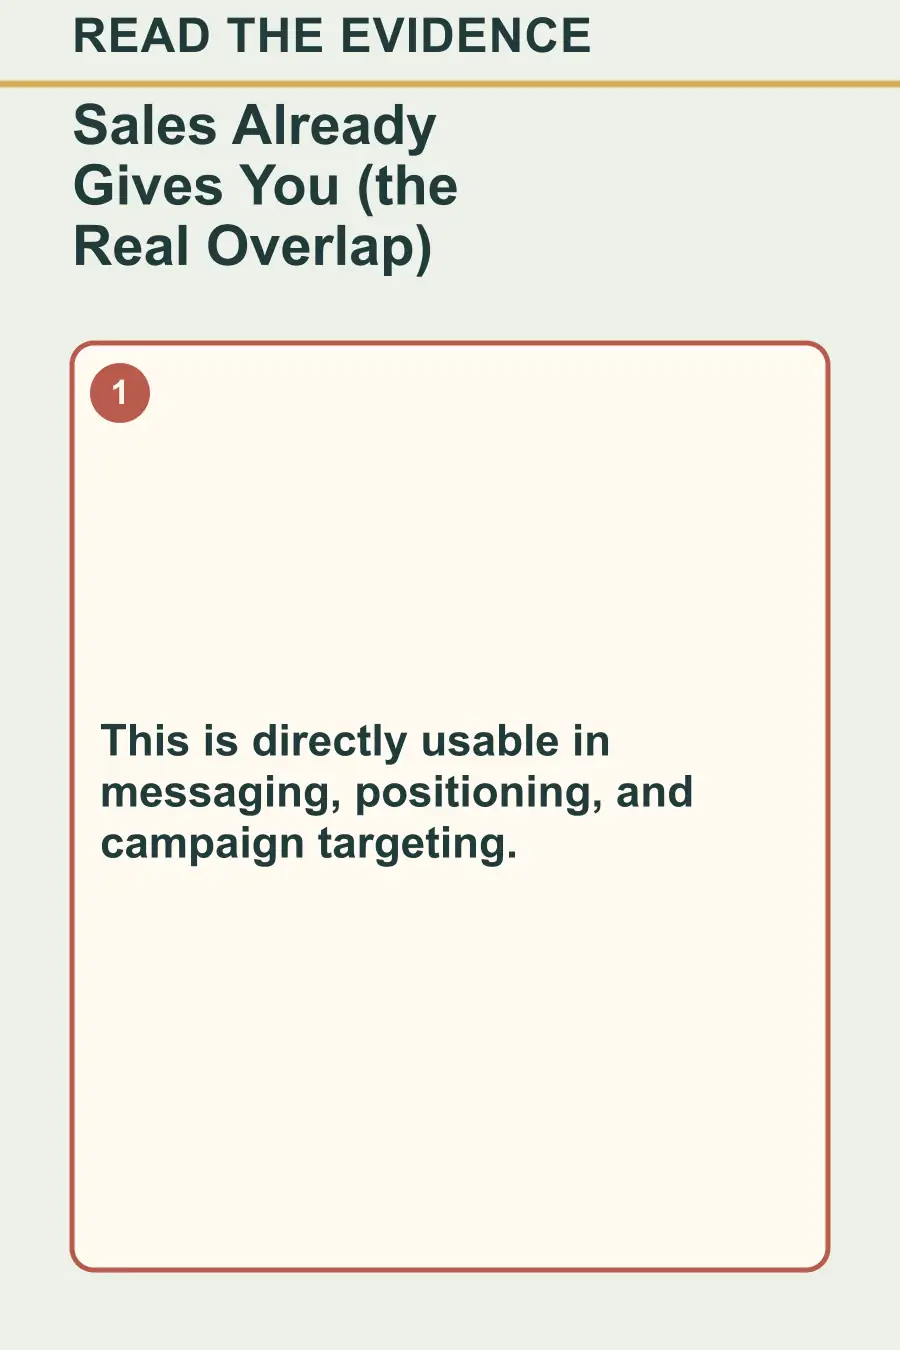 READ THE EVIDENCE
Sales Already
Gives You (the
Real Overlap)
1
This is directly usable in
messaging, positioning, and
campaign targeting.